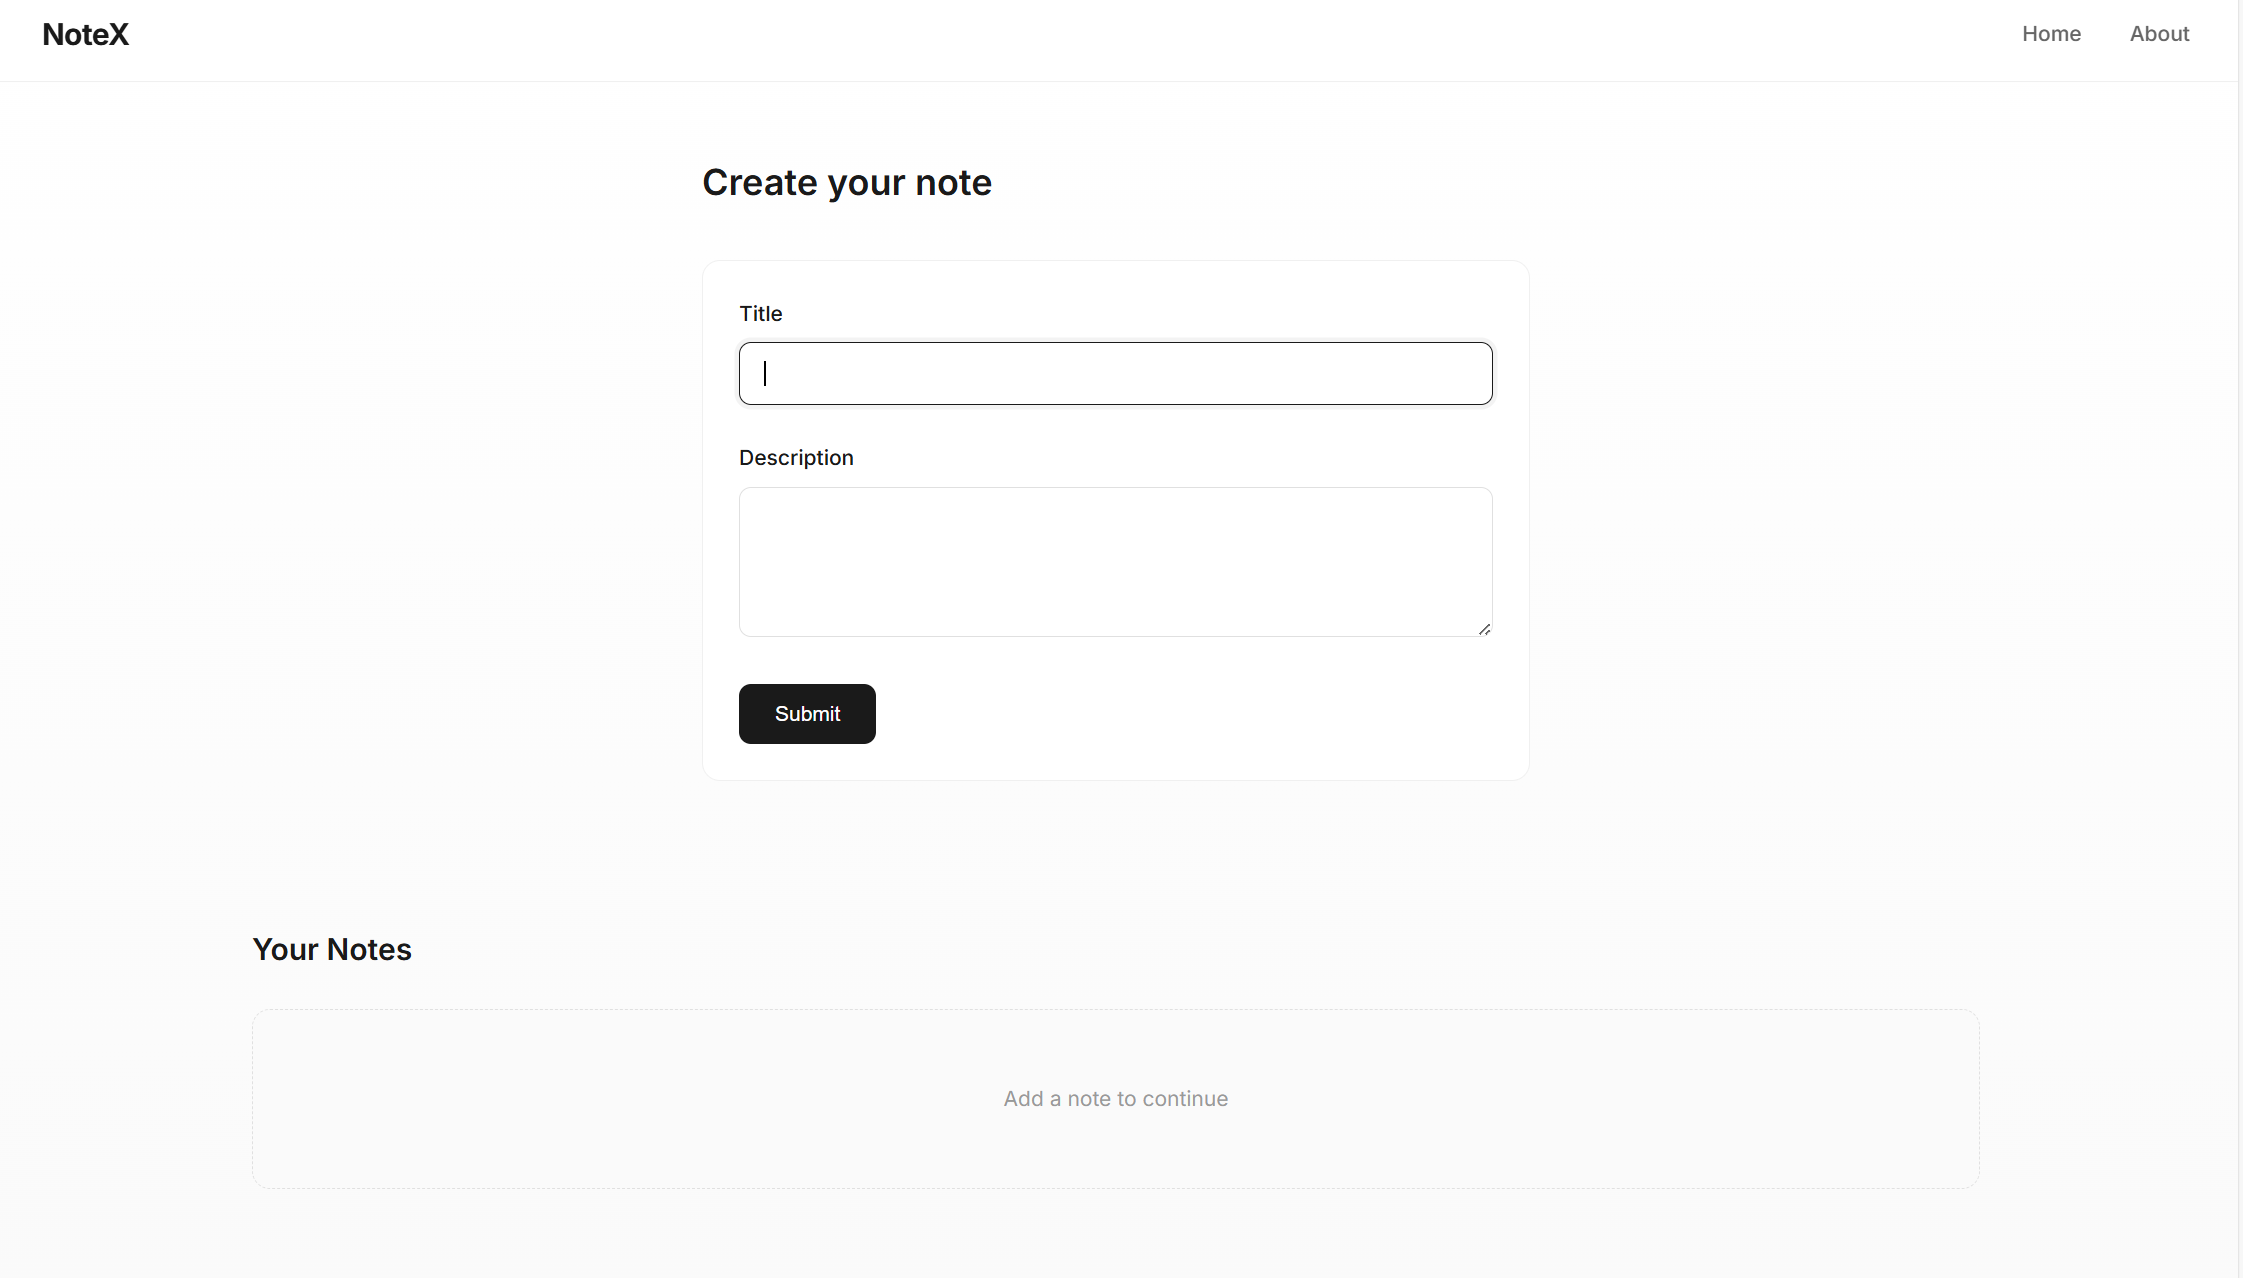 NoteX
Home
About
Create your note
Title
Description
Submit
Your Notes
Add a note to continue